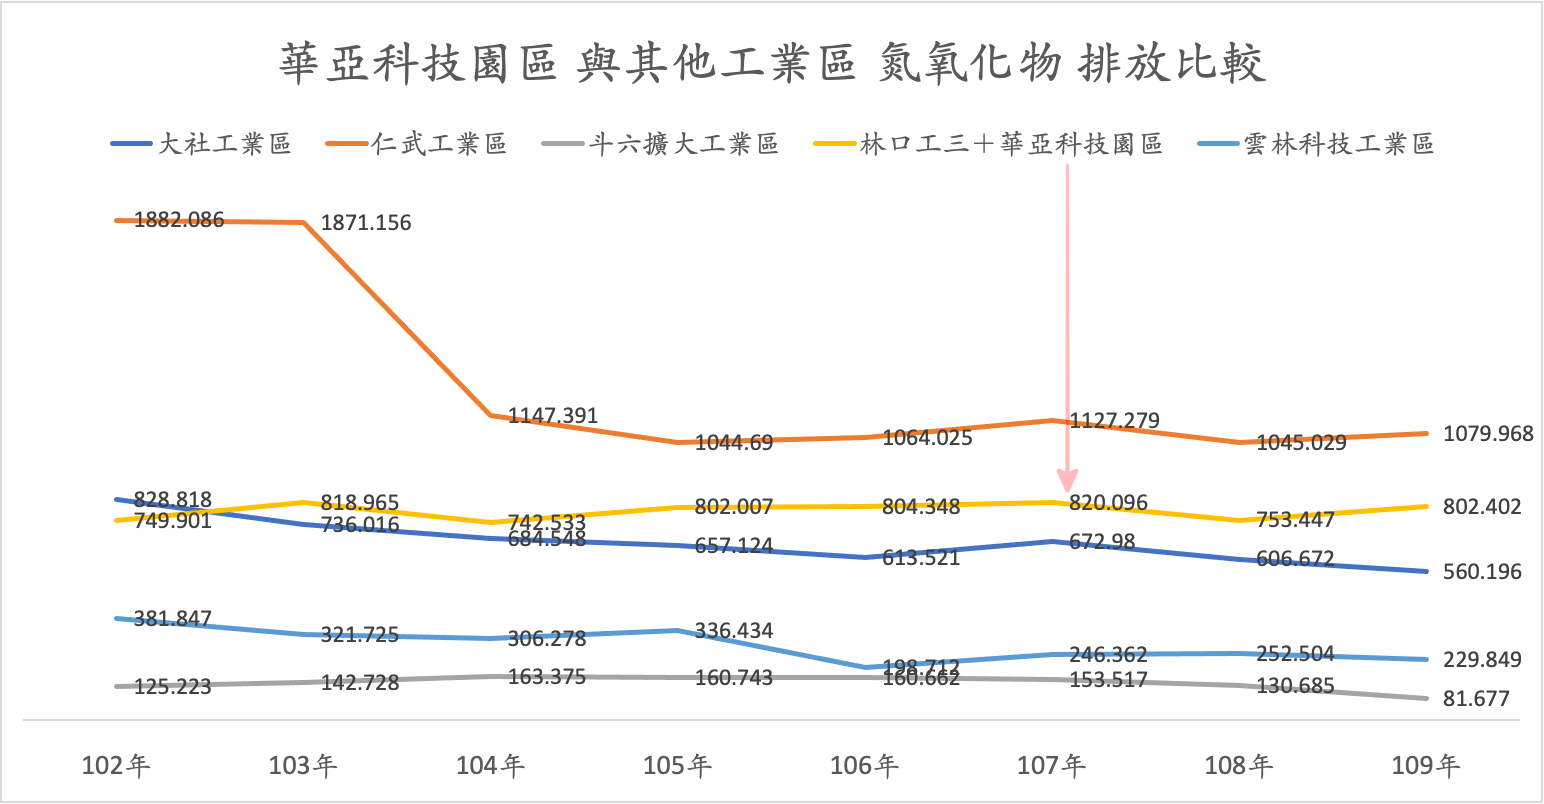 華亞科技園區 與其他工業區 氮氧化物 排放比較
大社工業區 仁武工業區 斗六擴大工業區 林口工三＋華亞科技園區 雲林科技工業區
1882.086 1871.156 1147.391 1044.69 1064.025 1127.279 1045.029 1079.968
828.818 736.016 684.548 657.124 613.521 672.98 606.672 560.196
749.901 818.965 742.533 802.007 804.348 820.096 753.447 802.402
381.847 321.725 306.278 336.434 198.712 246.362 252.504 229.849
125.223 142.728 163.375 160.743 160.662 153.517 130.685 81.677
102年 103年 104年 105年 106年 107年 108年 109年